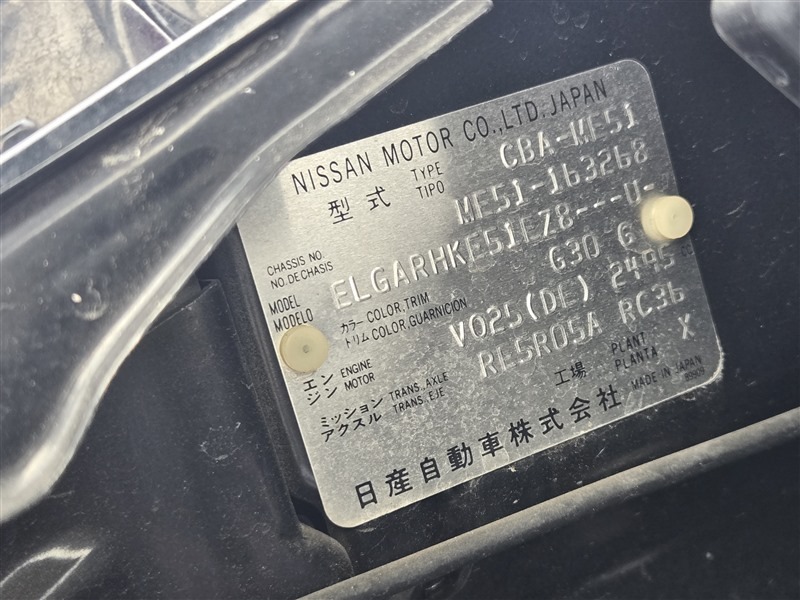 NISSAN MOTOR CO.,LTD.JAPAN
型式 TYPE TIPO CBA-ME51
CHASSIS NO. NO.DE CHASIS ME51-163268
MODEL MODELO ELGARHKE51EZ8---U-
カラー COLOR,TRIM トリム COLOR,GUARNICION G30 G
エンジン ENGINE MOTOR VQ25(DE) 2495
ミッション TRANS.,AXLE アクスル TRANS.,EJE RE5R05A RC36
工場 PLANT PLANTA X
日産自動車株式会社 MADE IN JAPAN